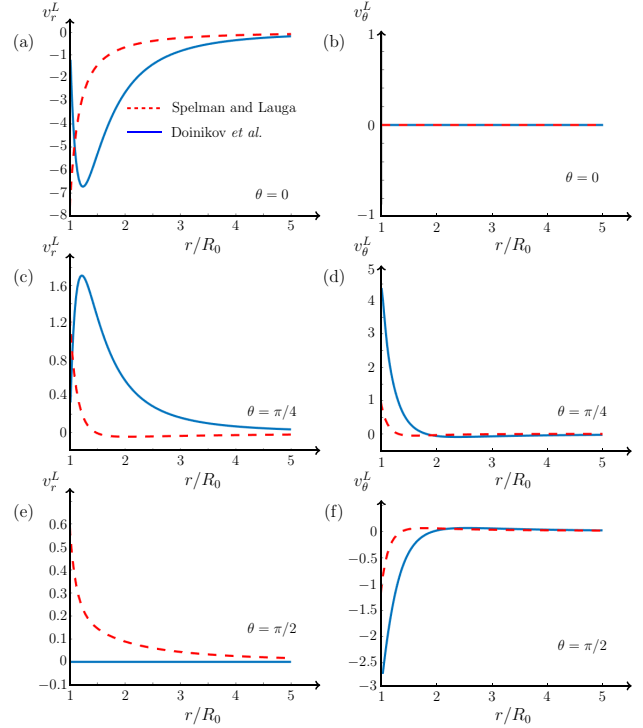 v_r^L
(a)
0
−1
−2
−3
−4
−5
−6
−7
−8
1
2
3
4
5
r/R_0
Spelman and Lauga
Doinikov et al.
θ = 0
v_θ^L
(b)
1
0
−1
1
2
3
4
5
r/R_0
θ = 0
v_r^L
(c)
1.6
1.2
0.8
0.4
0
1
2
3
4
5
r/R_0
θ = π/4
v_θ^L
(d)
5
4
3
2
1
0
1
2
3
4
5
r/R_0
θ = π/4
v_r^L
(e)
0.6
0.5
0.4
0.3
0.2
0.1
0
−0.1
1
2
3
4
5
r/R_0
θ = π/2
v_θ^L
(f)
0
−0.5
−1
−1.5
−2
−2.5
−3
1
2
3
4
5
r/R_0
θ = π/2